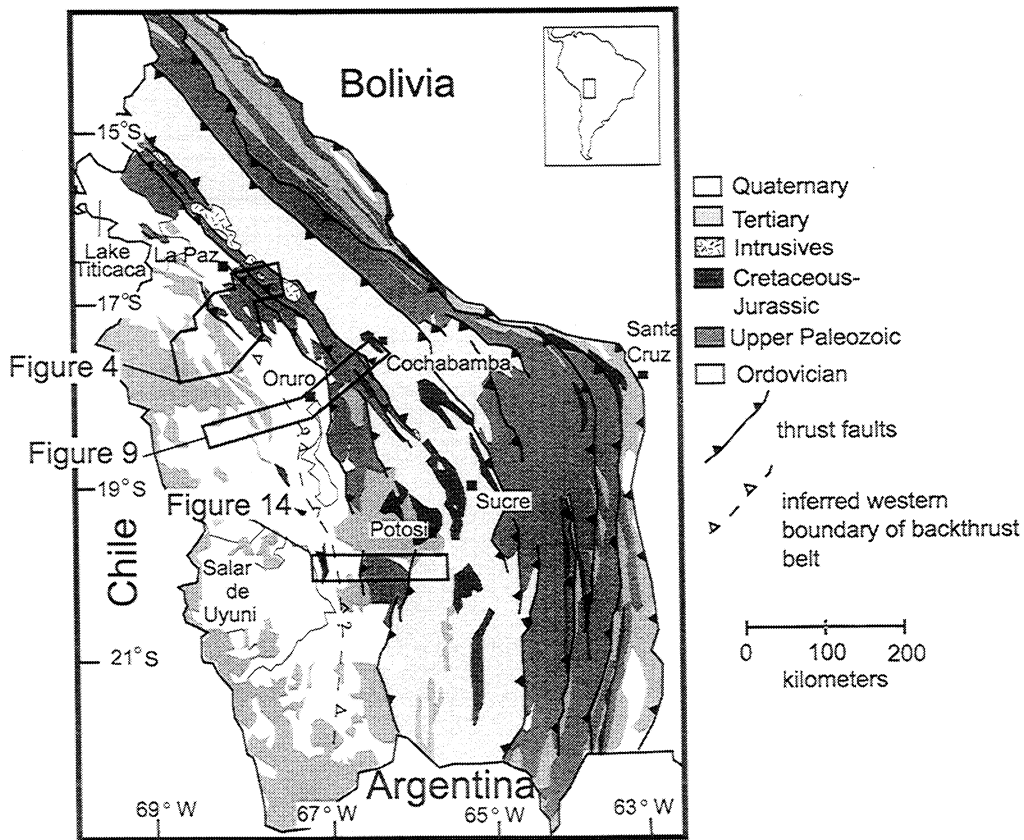 Bolivia
15°S
Lake
Titicaca
La Paz
17°S
Santa
Cruz
Figure 4
Cochabamba
Oruro
Figure 9
19°S
Figure 14
Sucre
Potosi
Chile
Salar
de
Uyuni
?
21°S
Argentina
69° W
67° W
65° W
63° W
Quaternary
Tertiary
Intrusives
Cretaceous-
Jurassic
Upper Paleozoic
Ordovician
thrust faults
inferred western
boundary of backthrust
belt
0 100 200
kilometers